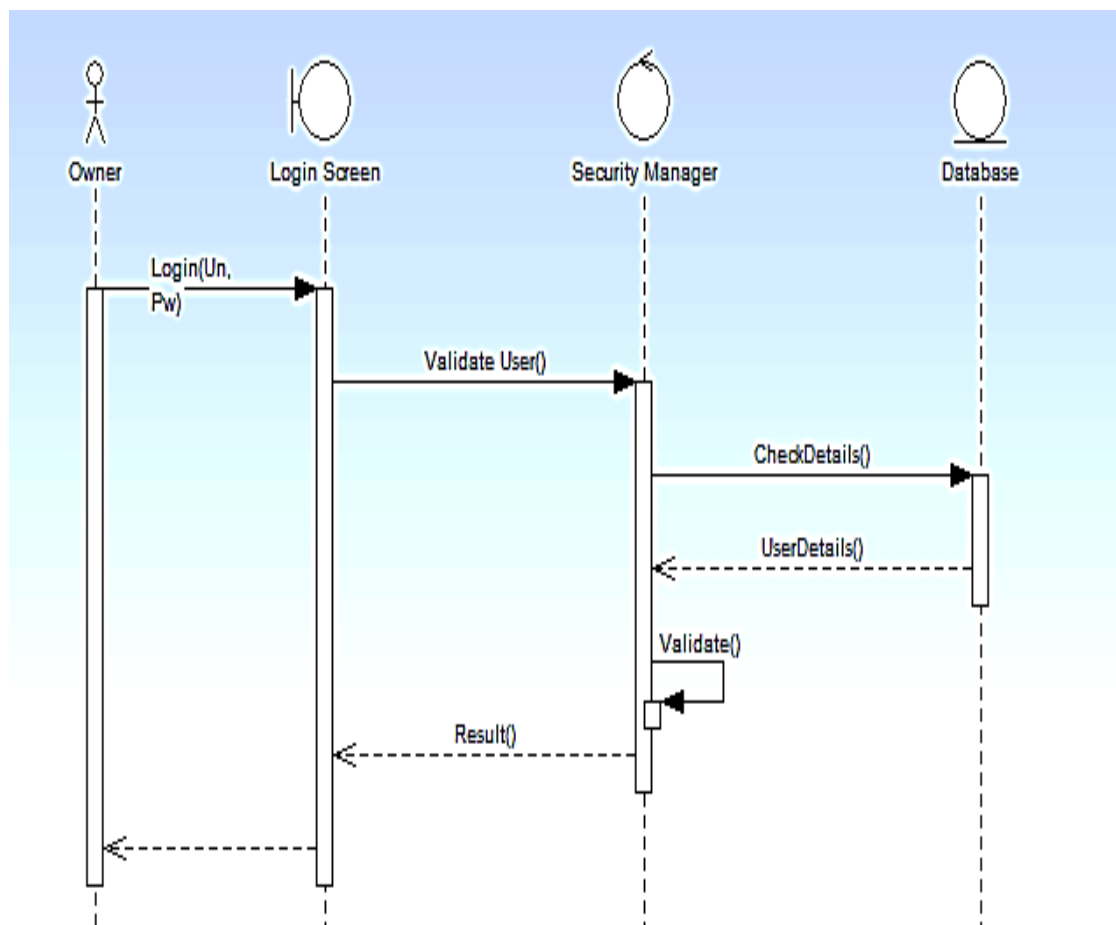 Owner
Login Screen
Security Manager
Database
Login(Un,
Pw)
Validate User()
CheckDetails()
UserDetails()
Validate()
Result()